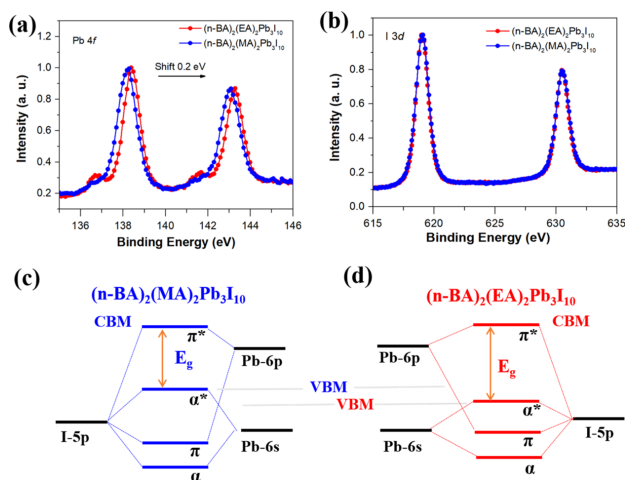 (a)
Pb 4f
(n-BA)₂(EA)₂Pb₃I₁₀
(n-BA)₂(MA)₂Pb₃I₁₀
Shift 0.2 eV
Intensity (a. u.)
1.0
0.8
0.6
0.4
0.2
136 138 140 142 144 146
Binding Energy (eV)
(b)
I 3d
(n-BA)₂(EA)₂Pb₃I₁₀
(n-BA)₂(MA)₂Pb₃I₁₀
Intensity (a. u.)
1.0
0.8
0.6
0.4
0.2
0.0
615 620 625 630 635
Binding Energy (eV)
(c)
(n-BA)₂(MA)₂Pb₃I₁₀
CBM
π*
Pb-6p
E_g
VBM
α*
I-5p
Pb-6s
π
α
(d)
(n-BA)₂(EA)₂Pb₃I₁₀
CBM
π*
Pb-6p
E_g
VBM
α*
I-5p
Pb-6s
π
α